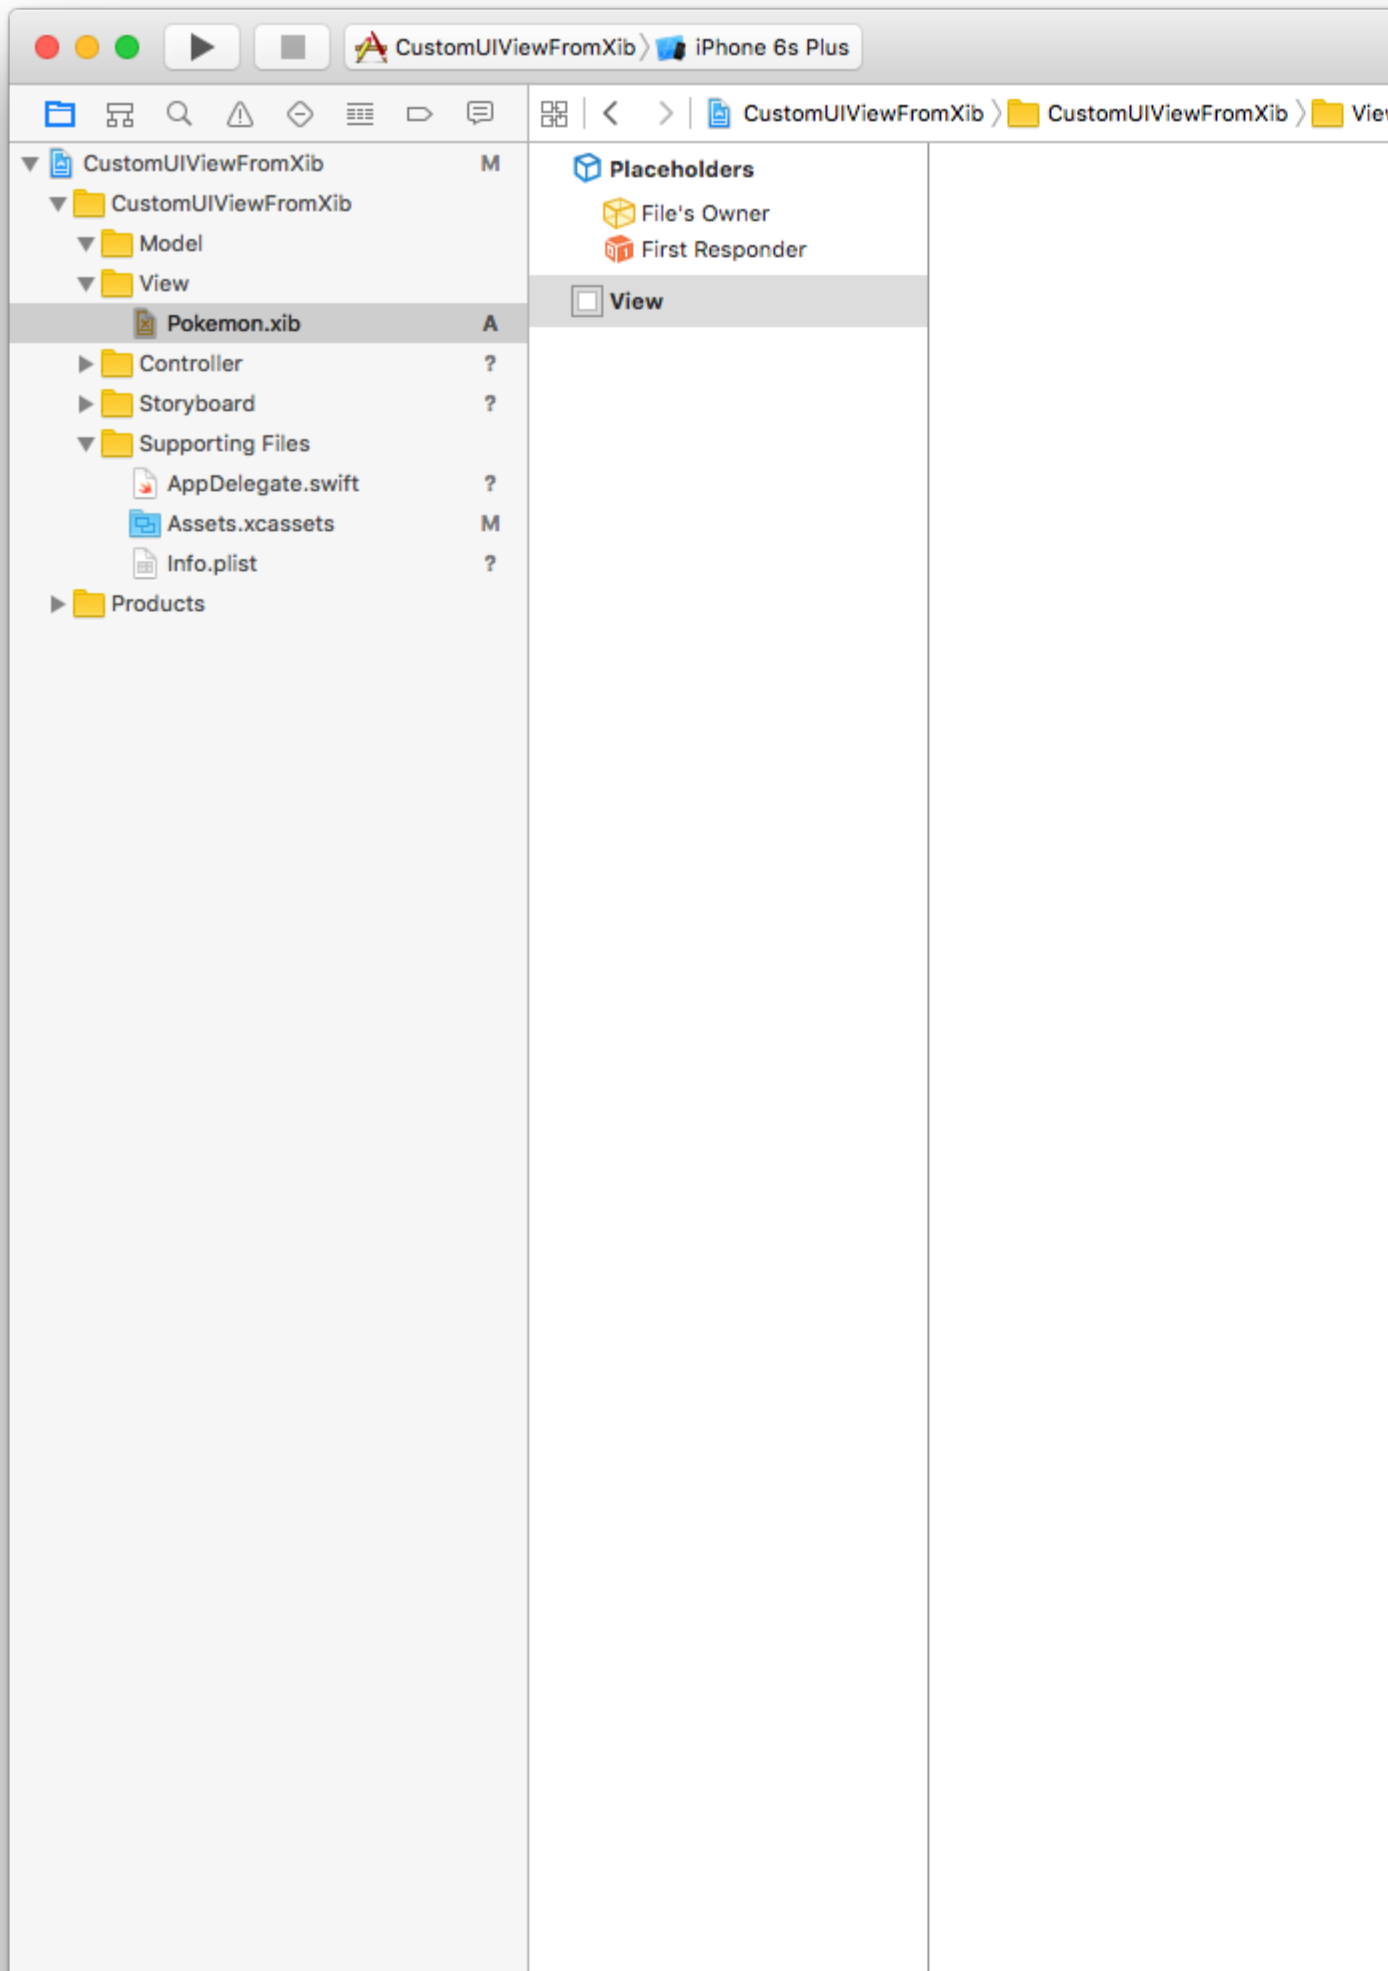 CustomUIViewFromXib iPhone 6s Plus
CustomUIViewFromXib CustomUIViewFromXib
CustomUIViewFromXib M
CustomUIViewFromXib
Model
View
Pokemon.xib A
Controller ?
Storyboard ?
Supporting Files
AppDelegate.swift ?
Assets.xcassets M
Info.plist ?
Products
Placeholders
File's Owner
First Responder
View